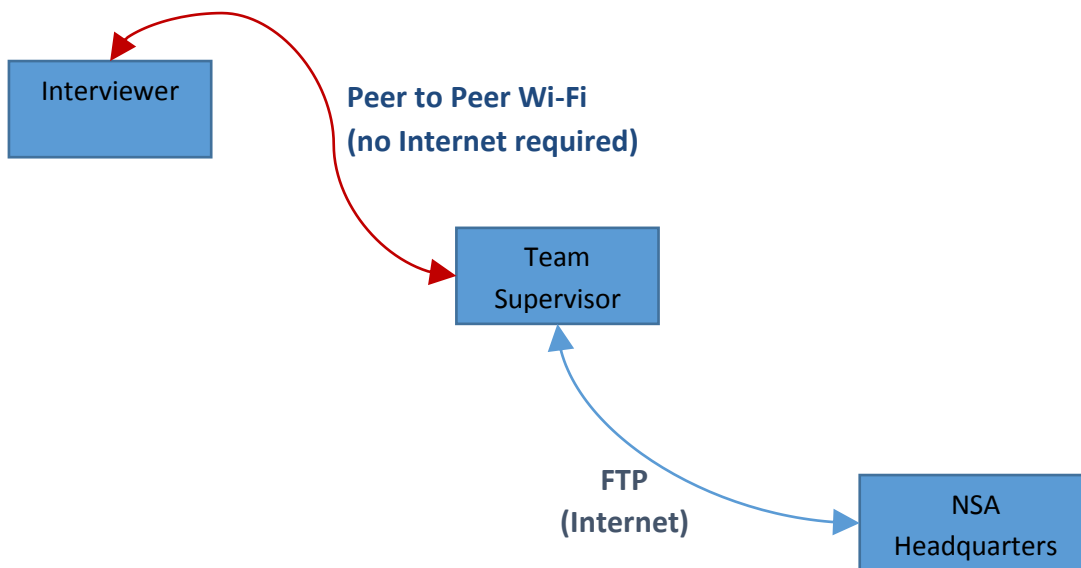 Interviewer
Peer to Peer Wi-Fi
(no Internet required)
Team
Supervisor
FTP
(Internet)
NSA
Headquarters